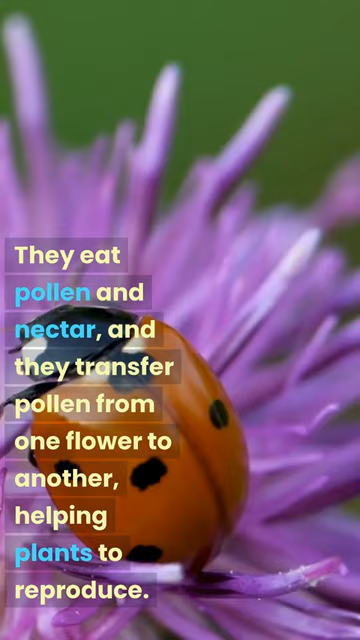 They eat
pollen and
nectar, and
they transfer
pollen from
one flower to
another,
helping
plants to
reproduce.